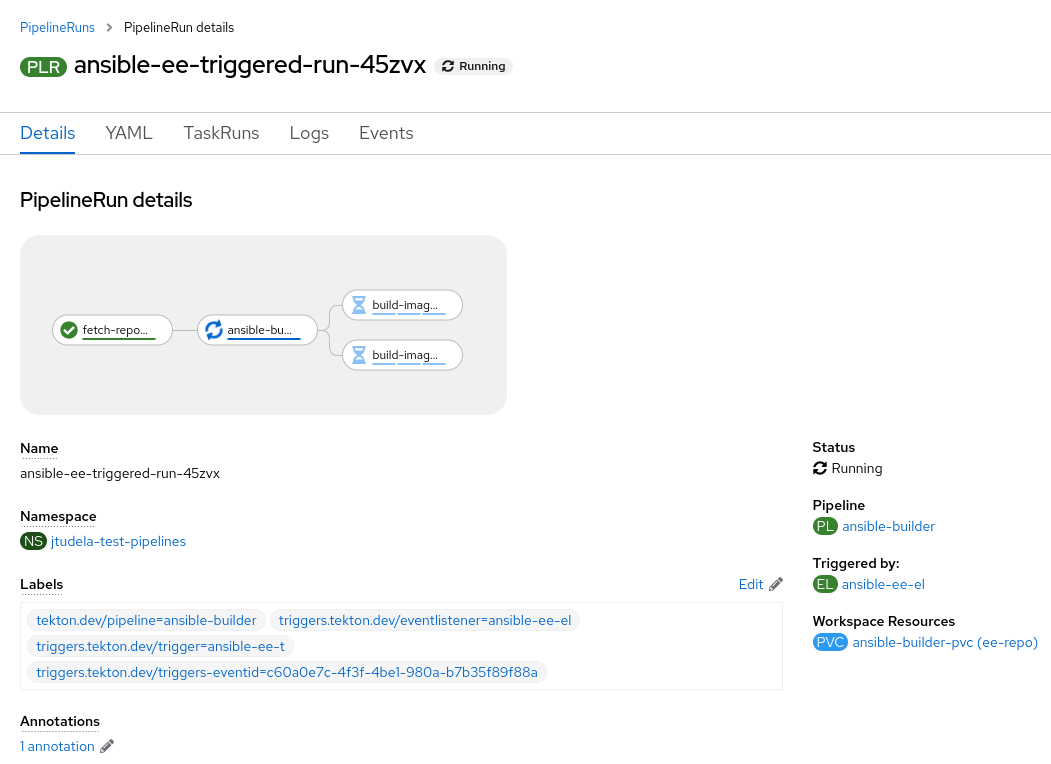 PipelineRuns > PipelineRun details
PLR ansible-ee-triggered-run-45zvx Running
Details YAML TaskRuns Logs Events
PipelineRun details
build-imag...
fetch-repo... ansible-bu...
build-imag...
Name
ansible-ee-triggered-run-45zvx
Namespace
NS jtudela-test-pipelines
Labels Edit
tekton.dev/pipeline=ansible-builder triggers.tekton.dev/eventlistener=ansible-ee-el
triggers.tekton.dev/trigger=ansible-ee-t
triggers.tekton.dev/triggers-eventid=c60a0e7c-4f3f-4be1-980a-b7b35f89f88a
Annotations
1 annotation
Status
Running
Pipeline
PL ansible-builder
Triggered by:
EL ansible-ee-el
Workspace Resources
PVC ansible-builder-pvc (ee-repo)